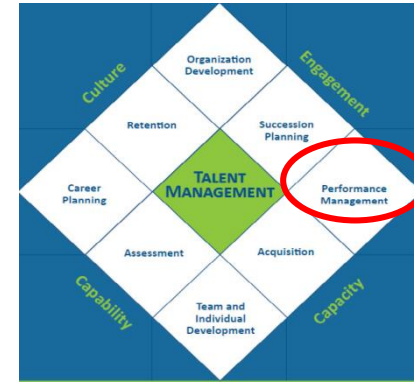 Organization
Development
Culture
Engagement
Retention
Succession
Planning
Career
Planning
TALENT
MANAGEMENT
Performance
Management
Assessment
Acquisition
Capability
Team and
Individual
Development
Capacity